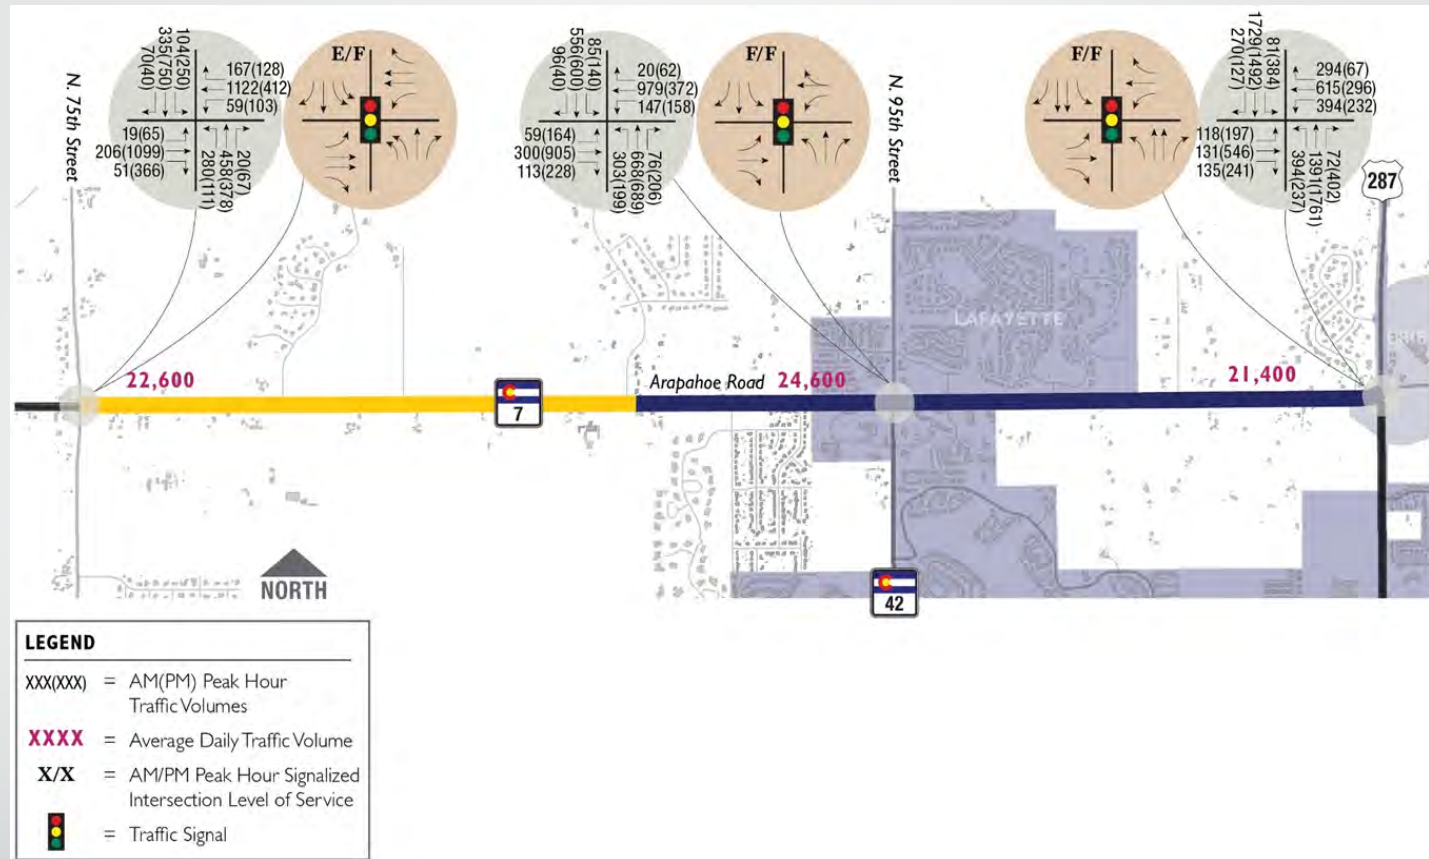 N. 75th Street
70(40)
335(750)
104(250)
167(128)
1122(412)
59(103)
19(65)
206(1099)
51(366)
280(111)
458(378)
20(67)
E/F
96(40)
556(600)
85(140)
20(62)
979(372)
147(158)
59(164)
300(905)
113(228)
303(199)
668(689)
76(206)
F/F
N. 95th Street
F/F
270(127)
1729(1492)
81(384)
294(67)
615(296)
394(232)
118(197)
131(546)
135(241)
394(237)
1391(1761)
72(402)
287
LAFAYETTE
22,600
7
Arapahoe Road
24,600
21,400
NORTH
42
LEGEND
XXX(XXX) = AM(PM) Peak Hour
Traffic Volumes
XXXX = Average Daily Traffic Volume
X/X = AM/PM Peak Hour Signalized
Intersection Level of Service
= Traffic Signal